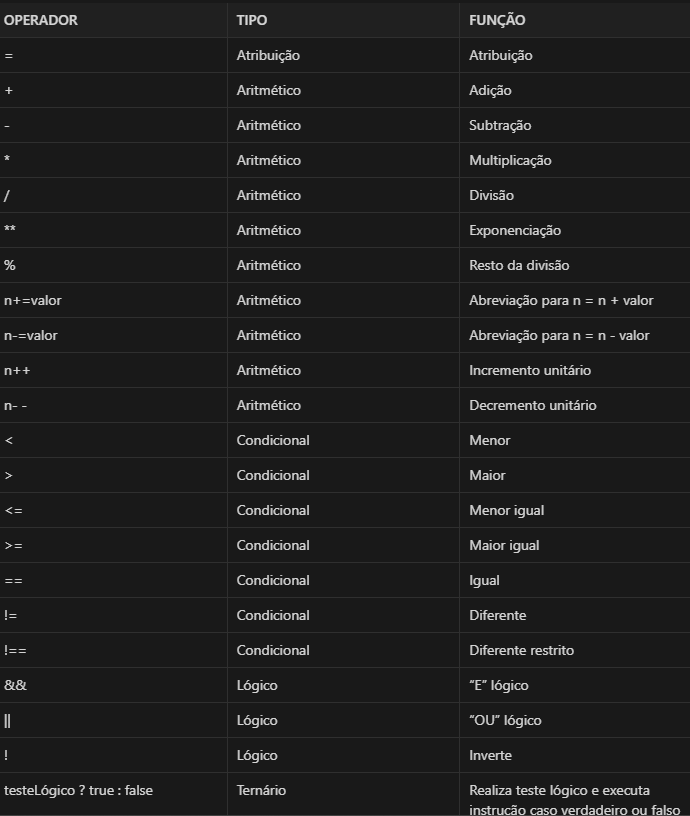 OPERADOR TIPO FUNÇÃO
= Atribuição Atribuição
+ Aritmético Adição
- Aritmético Subtração
* Aritmético Multiplicação
/ Aritmético Divisão
** Aritmético Exponenciação
% Aritmético Resto da divisão
n+=valor Aritmético Abreviação para n = n + valor
n-=valor Aritmético Abreviação para n = n - valor
n++ Aritmético Incremento unitário
n- - Aritmético Decremento unitário
< Condicional Menor
> Condicional Maior
<= Condicional Menor igual
>= Condicional Maior igual
== Condicional Igual
!= Condicional Diferente
!== Condicional Diferente restrito
&& Lógico “E” lógico
|| Lógico “OU” lógico
! Lógico Inverte
testeLógico ? true : false Ternário Realiza teste lógico e executa
instrução caso verdadeiro ou falso